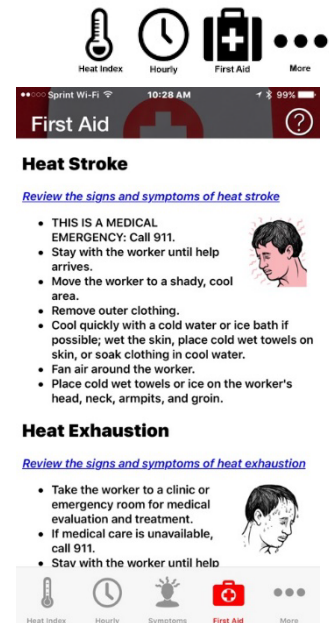 Heat Index Hourly First Aid More
Sprint Wi-Fi 10:28 AM 99%
First Aid ?
Heat Stroke
Review the signs and symptoms of heat stroke
• THIS IS A MEDICAL
EMERGENCY: Call 911.
• Stay with the worker until help
arrives.
• Move the worker to a shady, cool
area.
• Remove outer clothing.
• Cool quickly with a cold water or ice bath if
possible; wet the skin, place cold wet towels on
skin, or soak clothing in cool water.
• Fan air around the worker.
• Place cold wet towels or ice on the worker's
head, neck, armpits, and groin.
Heat Exhaustion
Review the signs and symptoms of heat exhaustion
• Take the worker to a clinic or
emergency room for medical
evaluation and treatment.
• If medical care is unavailable,
call 911.
• Stay with the worker until help
Heat Index Hourly Symptoms First Aid More